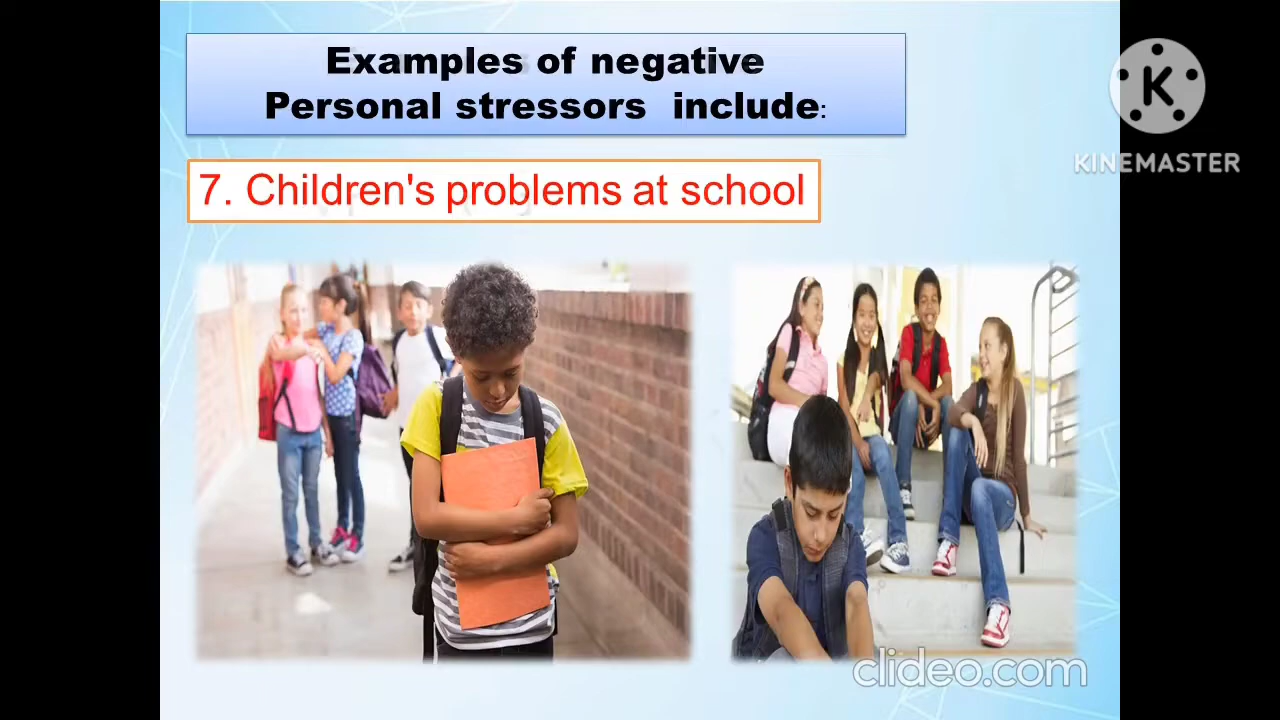 Examples of negative
Personal stressors include:
7. Children's problems at school
K
KINEMASTER
clideo.com